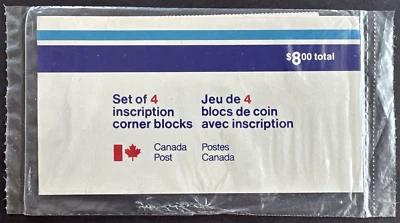 $8.00 total
Set of 4
inscription
corner blocks
Jeu de 4
blocs de coin
avec inscription
Canada
Post
Postes
Canada